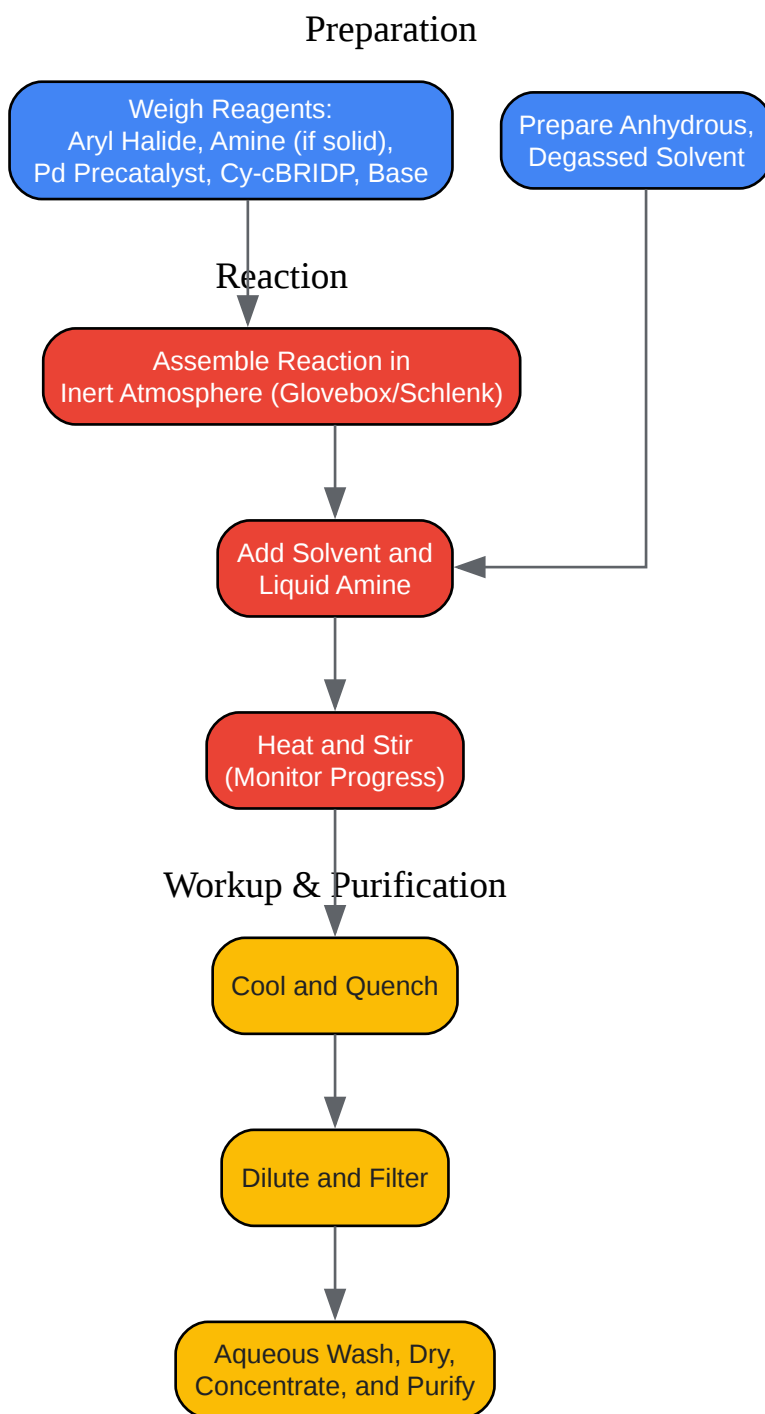 Preparation
Weigh Reagents:
Aryl Halide, Amine (if solid),
Pd Precatalyst, Cy-cBRIDP, Base
Prepare Anhydrous,
Degassed Solvent
Reaction
Assemble Reaction in
Inert Atmosphere (Glovebox/Schlenk)
Add Solvent and
Liquid Amine
Heat and Stir
(Monitor Progress)
Workup & Purification
Cool and Quench
Dilute and Filter
Aqueous Wash, Dry,
Concentrate, and Purify